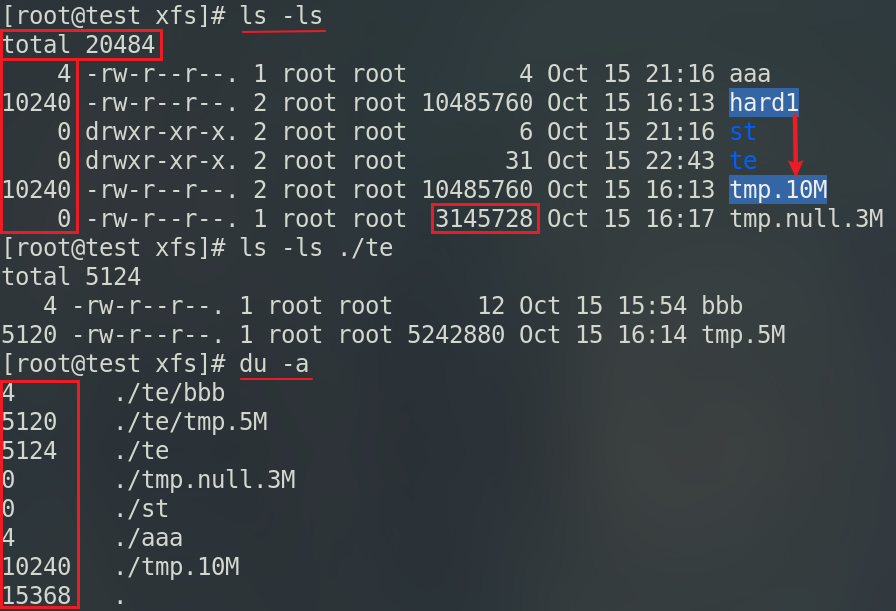 [root@test xfs]# ls -ls
total 20484
    4 -rw-r--r--. 1 root root        4 Oct 15 21:16 aaa
10240 -rw-r--r--. 2 root root 10485760 Oct 15 16:13 hard1
    0 drwxr-xr-x. 2 root root        6 Oct 15 21:16 st
    0 drwxr-xr-x. 2 root root       31 Oct 15 22:43 te
10240 -rw-r--r--. 2 root root 10485760 Oct 15 16:13 tmp.10M
    0 -rw-r--r--. 1 root root  3145728 Oct 15 16:17 tmp.null.3M
[root@test xfs]# ls -ls ./te
total 5124
   4 -rw-r--r--. 1 root root      12 Oct 15 15:54 bbb
5120 -rw-r--r--. 1 root root 5242880 Oct 15 16:14 tmp.5M
[root@test xfs]# du -a
4       ./te/bbb
5120    ./te/tmp.5M
5124    ./te
0       ./tmp.null.3M
0       ./st
4       ./aaa
10240   ./tmp.10M
15368   .